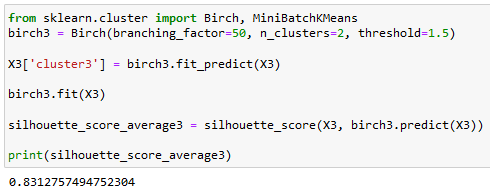 from sklearn.cluster import Birch, MiniBatchKMeans
birch3 = Birch(branching_factor=50, n_clusters=2, threshold=1.5)
X3['cluster3'] = birch3.fit_predict(X3)
birch3.fit(X3)
silhouette_score_average3 = silhouette_score(X3, birch3.predict(X3))
print(silhouette_score_average3)
0.8312757494752304